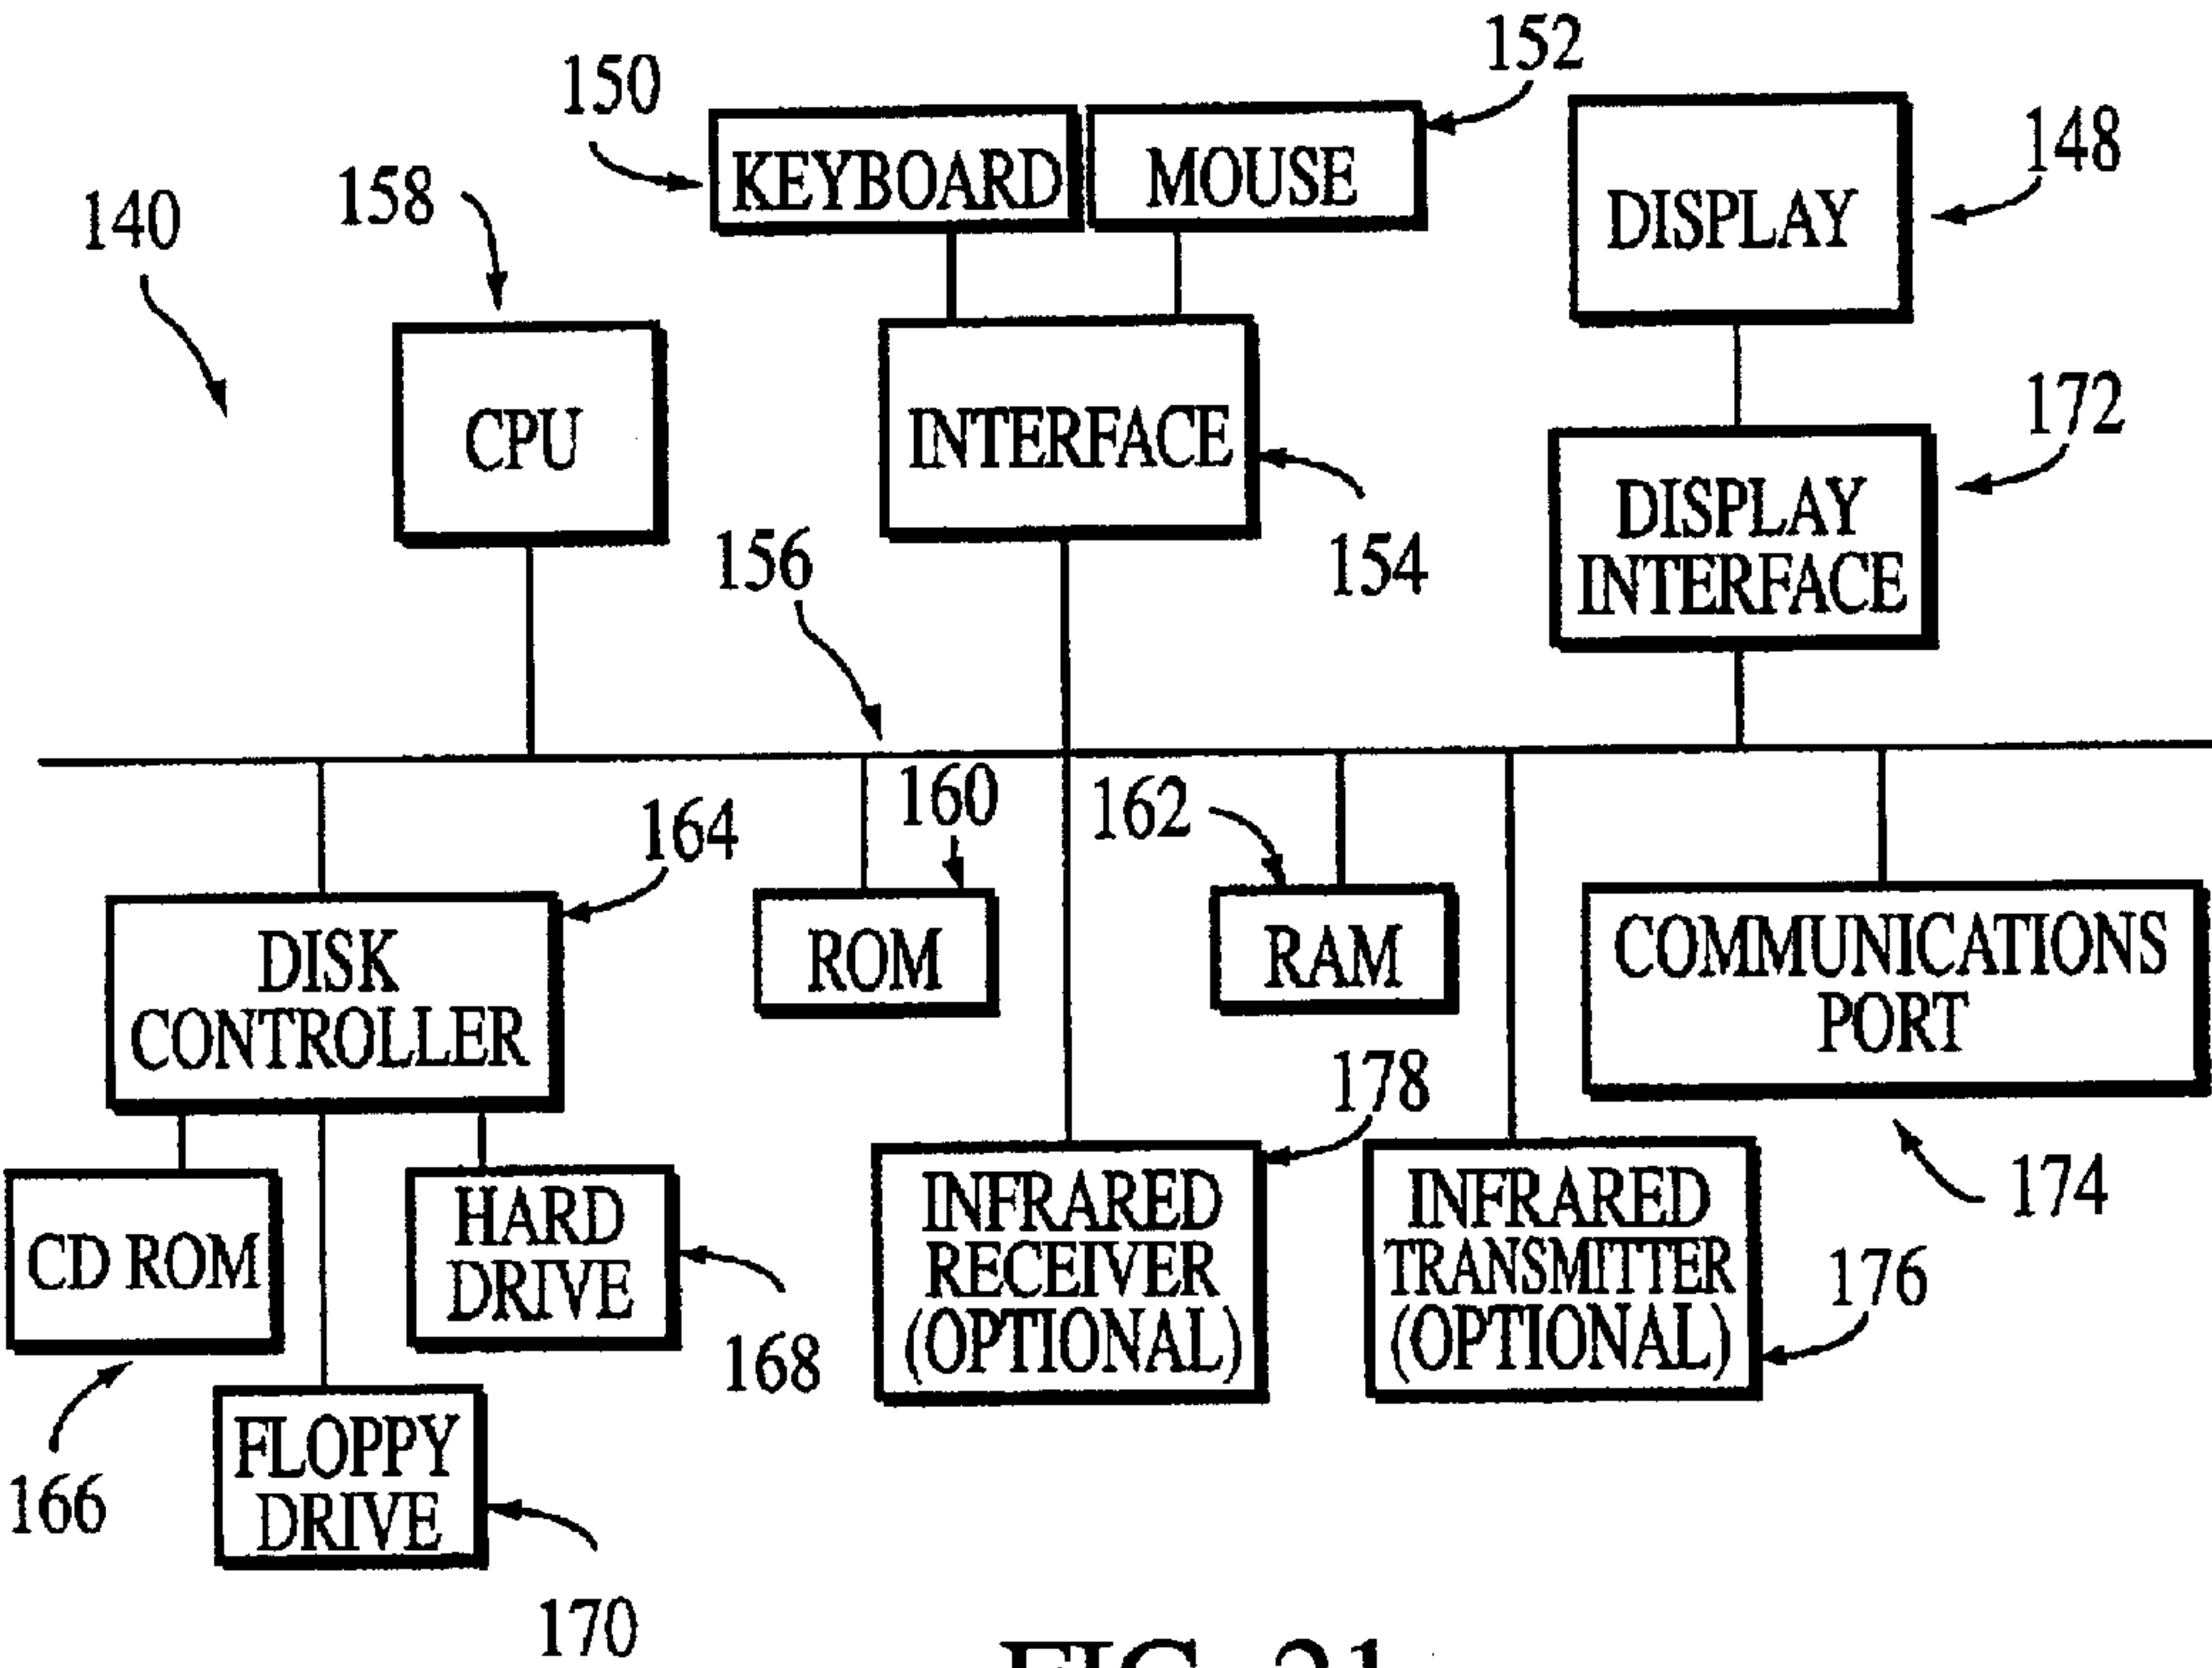 152
150
KEYBOARD
MOUSE
148
158
DISPLAY
140
172
CPU
INTERFACE
DISPLAY
INTERFACE
156
154
160
162
164
DISK
CONTROLLER
ROM
RAM
COMMUNICATIONS
PORT
178
174
CD ROM
HARD
DRIVE
INFRARED
RECEIVER
(OPTIONAL)
INFRARED
TRANSMITTER
(OPTIONAL)
176
168
166
FLOPPY
DRIVE
170
FIG. 21